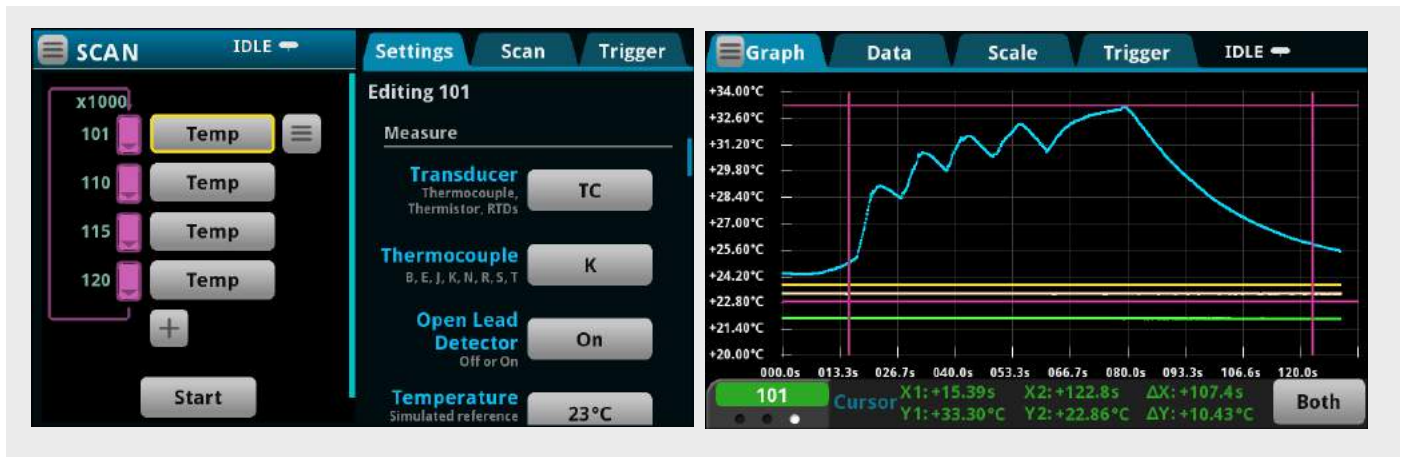 SCAN
IDLE
x1000
101 Temp
110 Temp
115 Temp
120 Temp
+
Start
Settings Scan Trigger
Editing 101
Measure
Transducer
Thermocouple,
Thermistor, RTDs
TC
Thermocouple
B, E, J, K, N, R, S, T
K
Open Lead
Detector
Off or On
On
Temperature
Simulated reference
23°C
Graph Data Scale Trigger IDLE
+34.00°C
+32.60°C
+31.20°C
+29.80°C
+28.40°C
+27.00°C
+25.60°C
+24.20°C
+22.80°C
+21.40°C
+20.00°C
000.0s 013.3s 026.7s 040.0s 053.3s 066.7s 080.0s 093.3s 106.6s 120.0s
101
Cursor
X1:+15.39s X2:+122.8s ΔX:+107.4s
Y1:+33.30°C Y2:+22.86°C ΔY:+10.43°C
Both